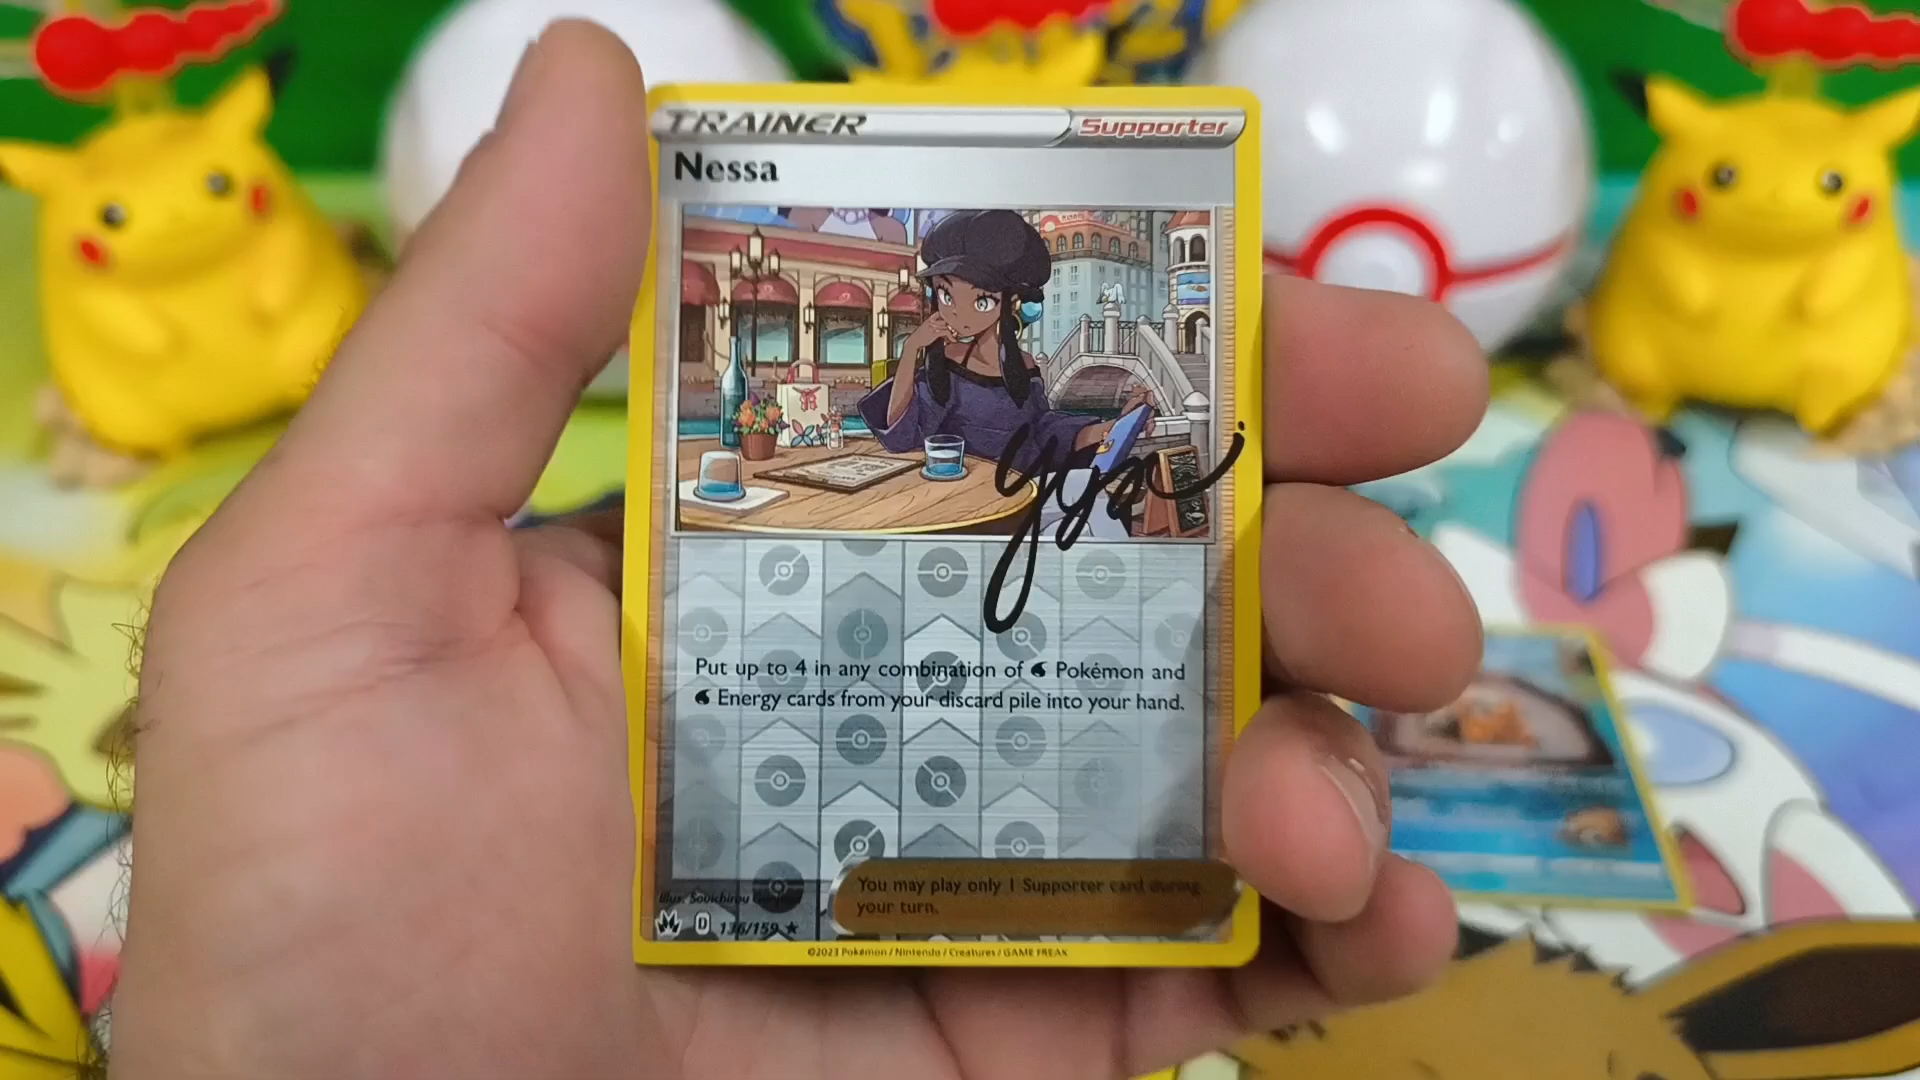 TRAINER
Supporter
Nessa
Put up to 4 in any combination of Pokémon and
Energy cards from your discard pile into your hand.
You may play only 1 Supporter card during
your turn.
Illus. Souichirou
D 136/159 ★
©2023 Pokémon / Nintendo / Creatures / GAME FREAK